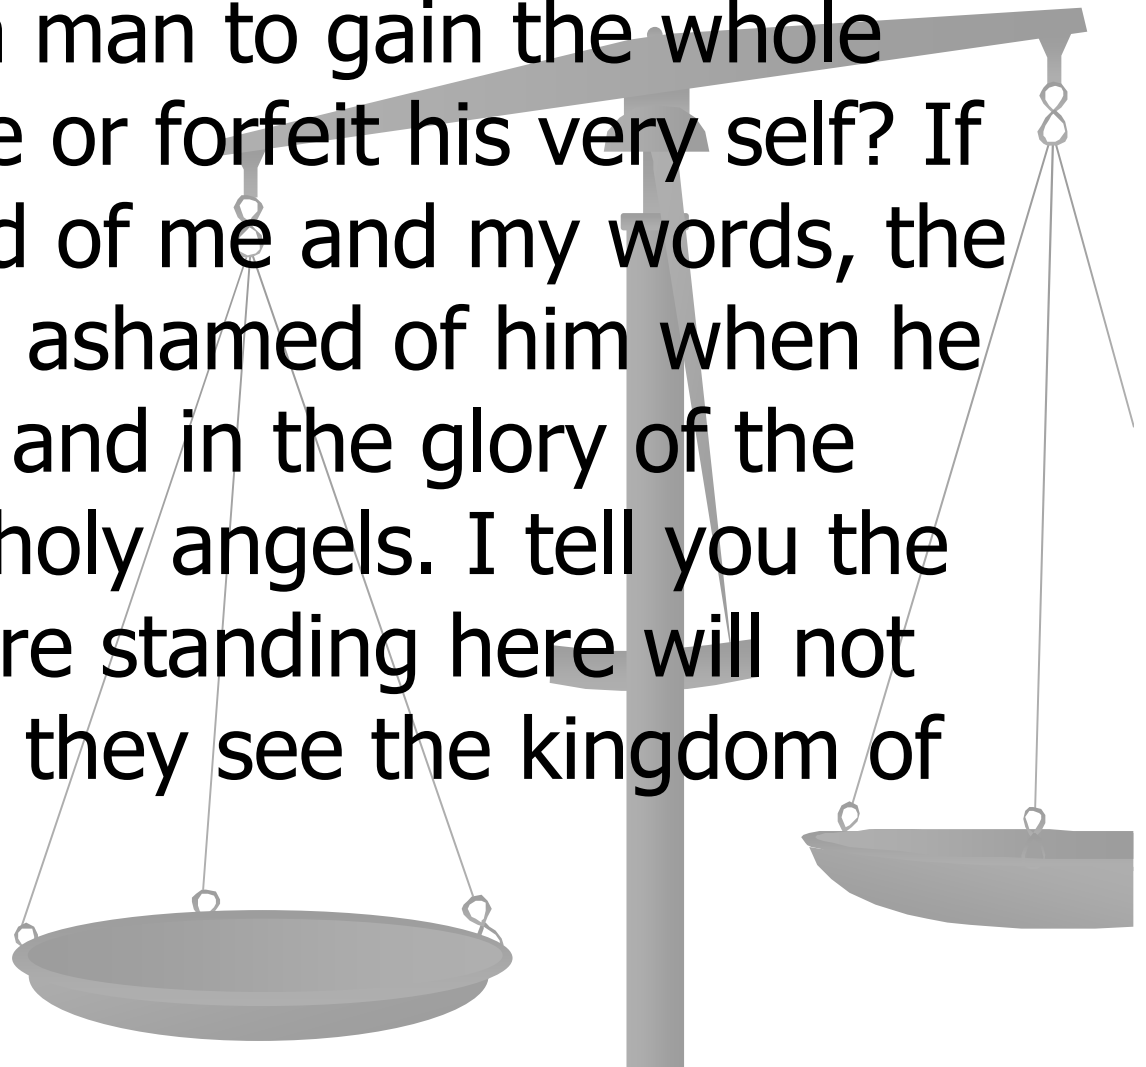 man to gain the whole
or forfeit his very self? If
of me and my words, the
ashamed of him when he
and in the glory of the
holy angels. I tell you the
standing here will not
they see the kingdom of